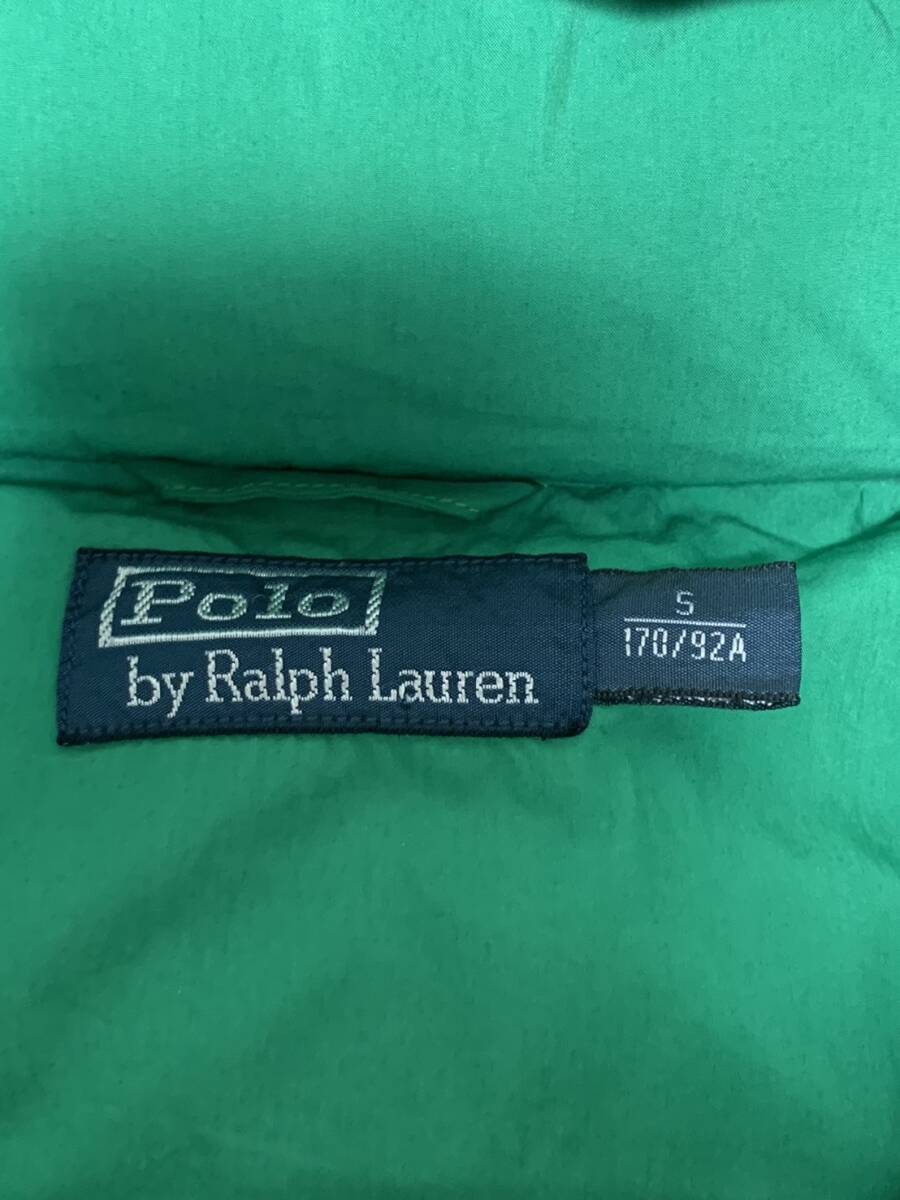 Polo
by Ralph Lauren
S
170/92A